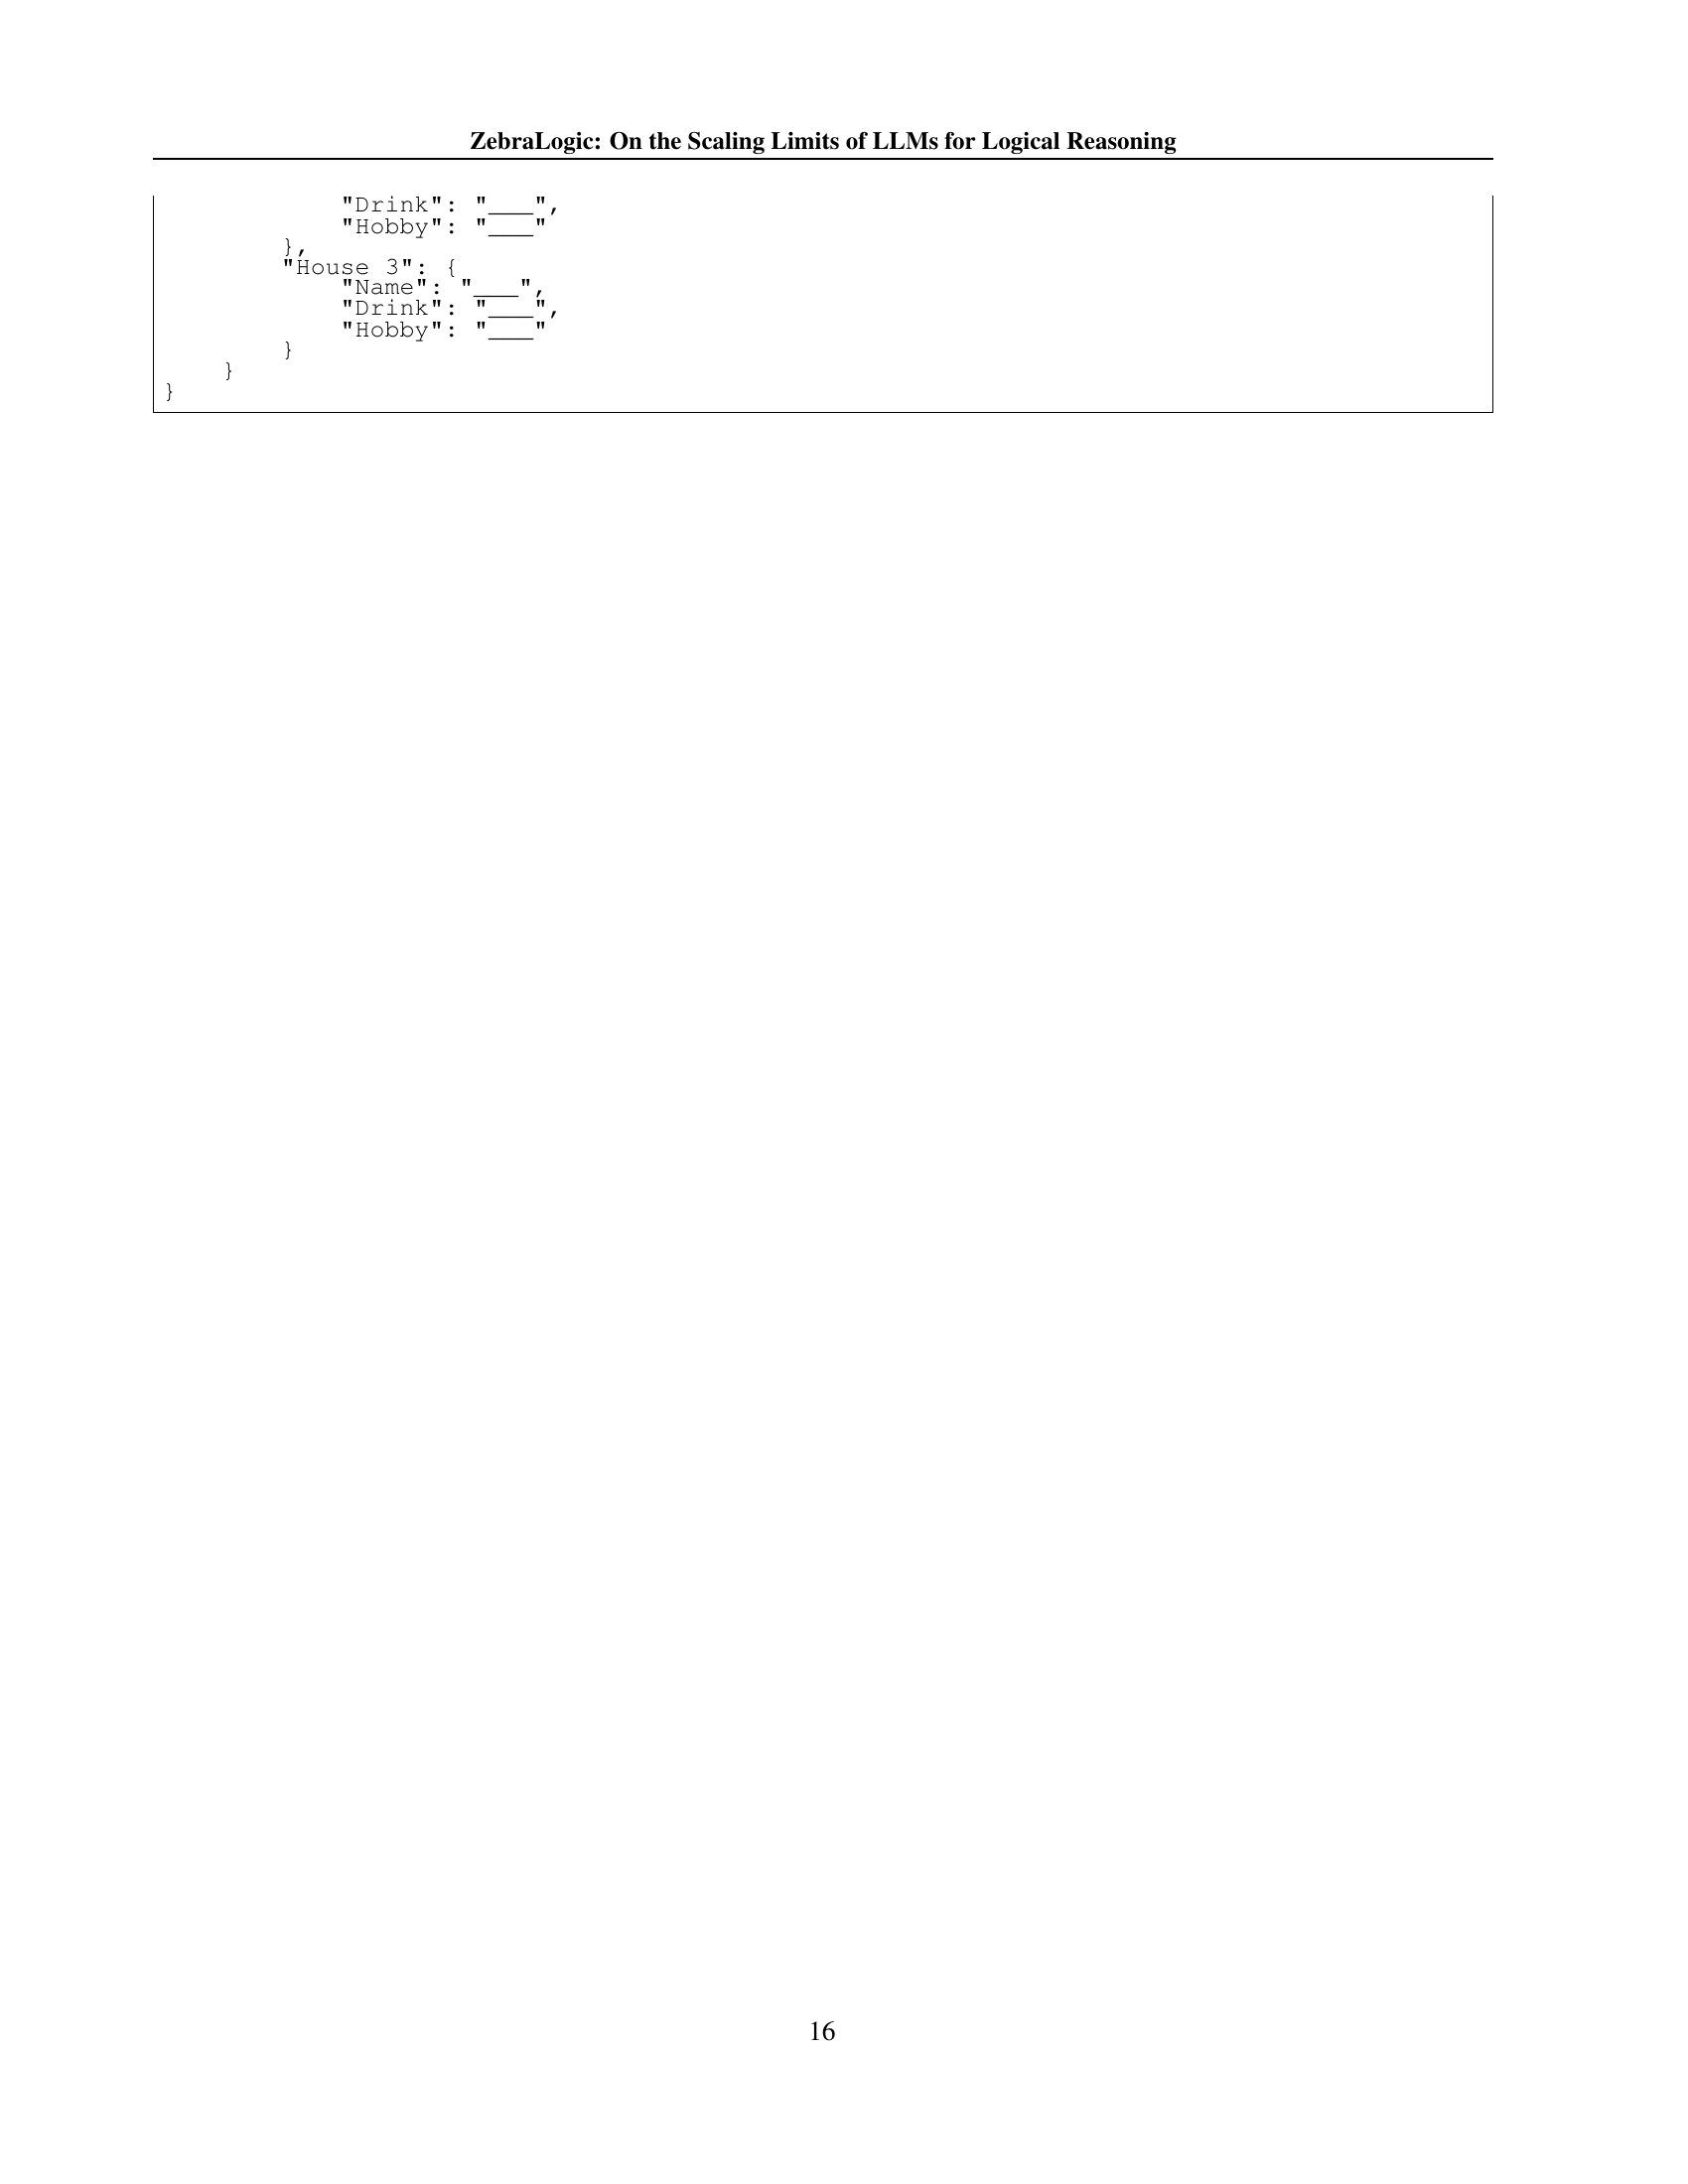 ZebraLogic: On the Scaling Limits of LLMs for Logical Reasoning
"Drink": "___",
"Hobby": "___"
},
"House 3": {
"Name": "___",
"Drink": "___",
"Hobby": "___"
}
}
}
16